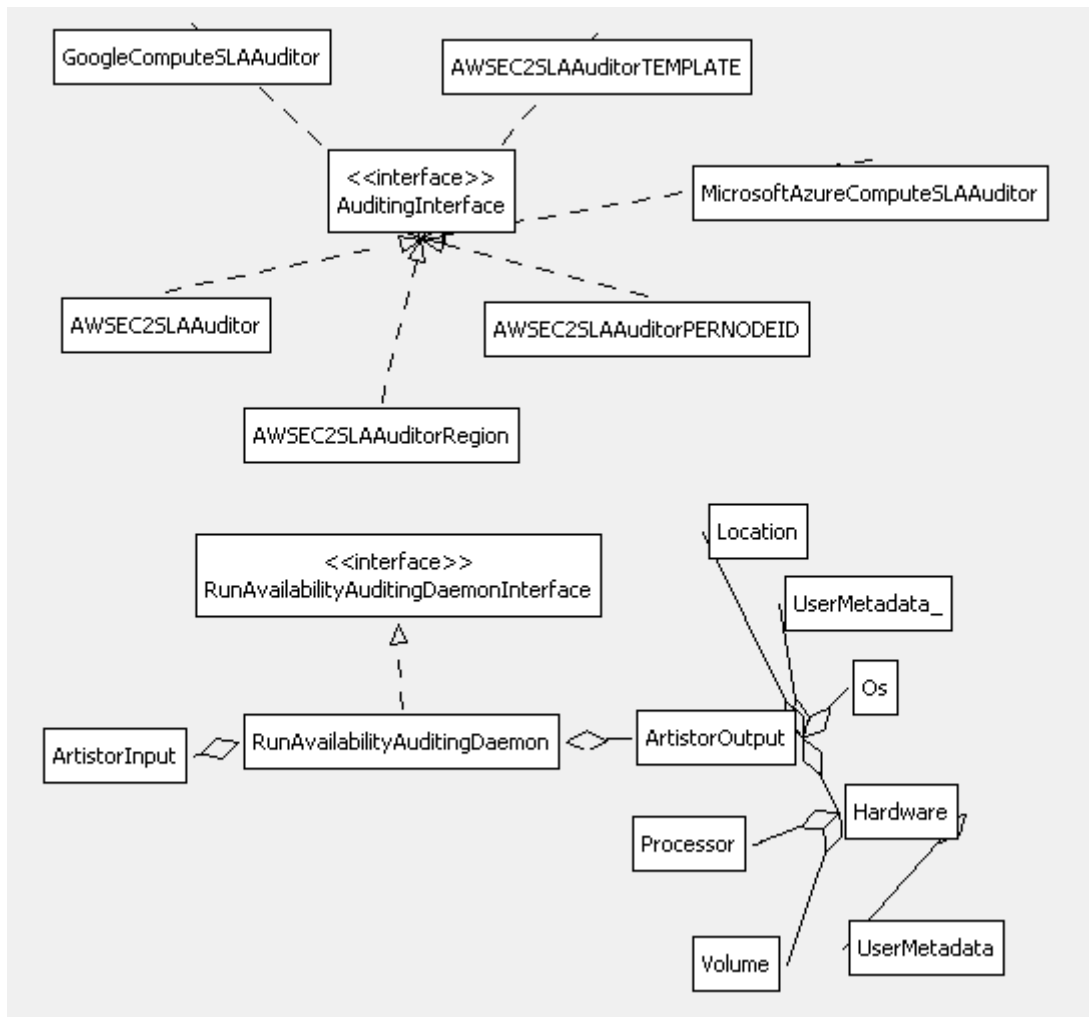 GoogleComputeSLAAuditor
AWSEC2SLAAuditorTEMPLATE
<<interface>>
AuditingInterface
MicrosoftAzureComputeSLAAuditor
AWSEC2SLAAuditor
AWSEC2SLAAuditorPERNODEID
AWSEC2SLAAuditorRegion
Location
<<interface>>
RunAvailabilityAuditingDaemonInterface
UserMetadata_
Os
ArtistorInput
RunAvailabilityAuditingDaemon
ArtistorOutput
Hardware
Processor
Volume
UserMetadata